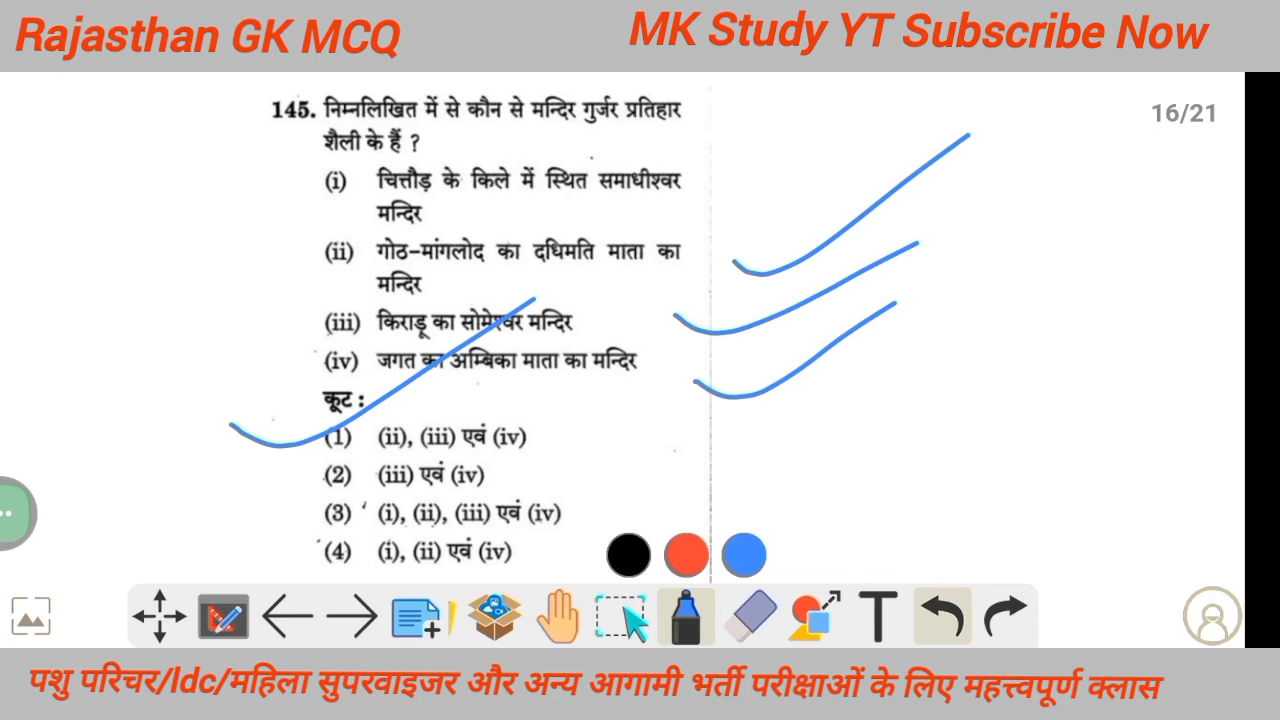 Rajasthan GK MCQ
MK Study YT Subscribe Now
16/21
145. निम्नलिखित में से कौन से मन्दिर गुर्जर प्रतिहार
शैली के हैं ?
(i) चित्तौड़ के किले में स्थित समाधीश्वर
मन्दिर
(ii) गोठ-मांगलोद का दधिमति माता का
मन्दिर
(iii) किराडू का सोमेश्वर मन्दिर
(iv) जगत का अम्बिका माता का मन्दिर
कूट :
(1) (ii), (iii) एवं (iv)
(2) (iii) एवं (iv)
(3) (i), (ii), (iii) एवं (iv)
(4) (i), (ii) एवं (iv)
पशु परिचर/ldc/महिला सुपरवाइजर और अन्य आगामी भर्ती परीक्षाओं के लिए महत्त्वपूर्ण क्लास